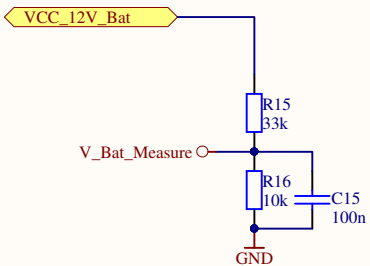 VCC_12V_Bat
R15
33k
V_Bat_Measure
R16
10k
C15
100n
GND